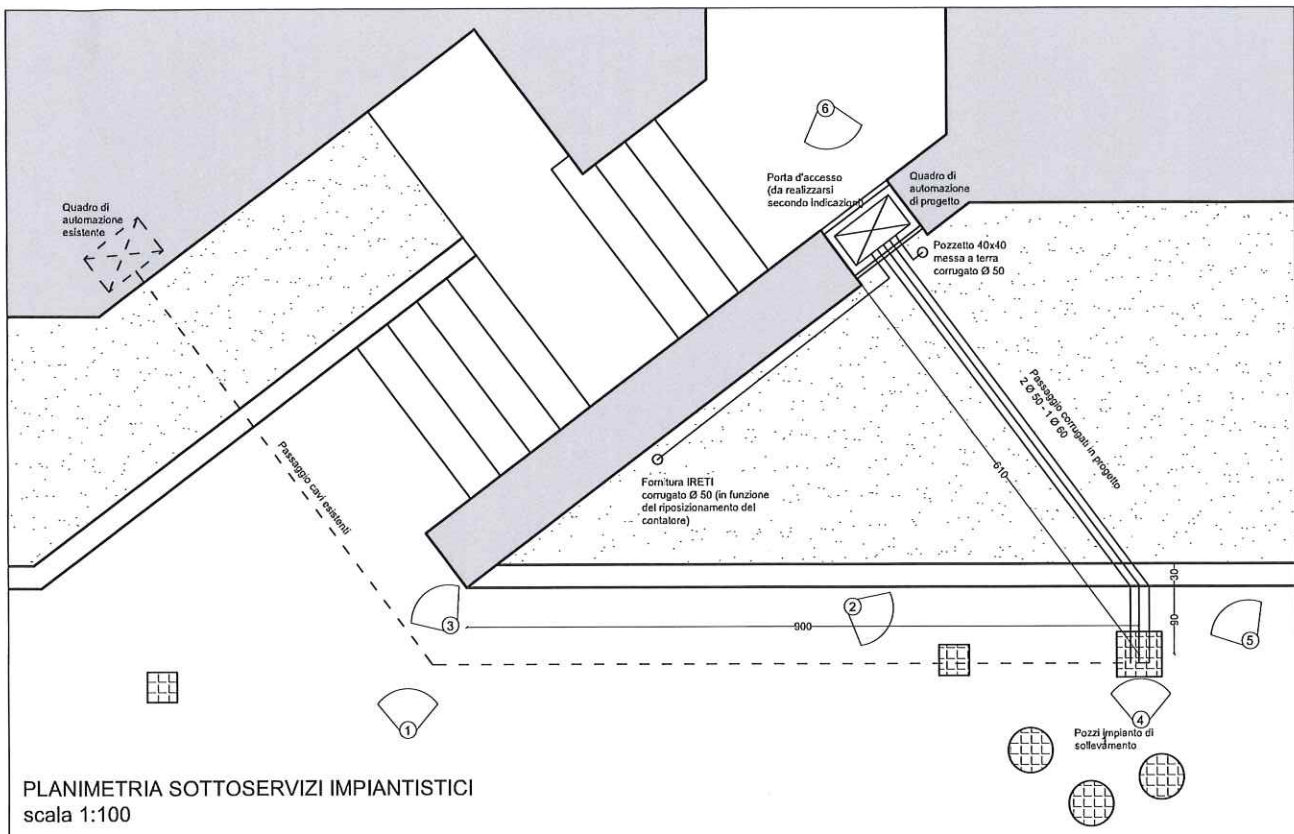 6
Porta d'accesso
(da realizzarsi
secondo indicazioni)
Quadro di
automazione
di progetto
Quadro di
automazione
esistente
Pozzetto 40x40
messa a terra
corrugato Ø 50
Passaggio corrugati in progetto
2 Ø 50 - 1 Ø 60
610
Passaggio cavi esistenti
Fornitura IRETI
corrugato Ø 50 (in funzione
del riposizionamento del
contatore)
30
90
900
3
2
5
1
4
Pozzi impianto di
sollevamento
PLANIMETRIA SOTTOSERVIZI IMPIANTISTICI
scala 1:100